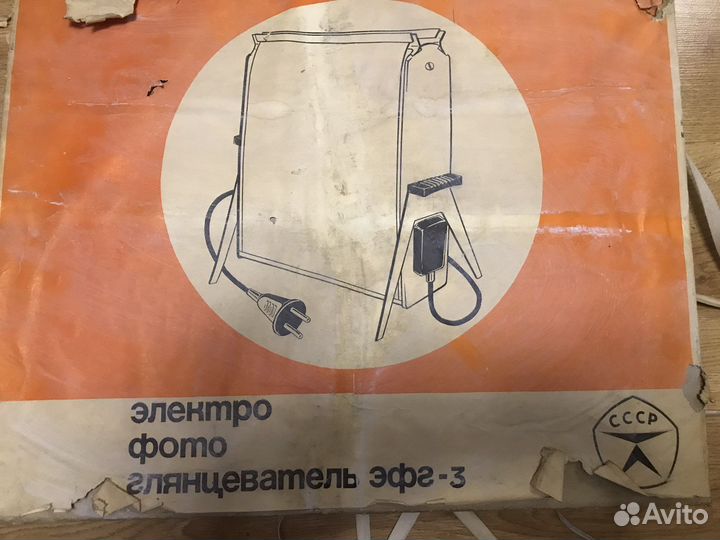 электро
фото
глянцеватель эфг-3
СССР
Avito